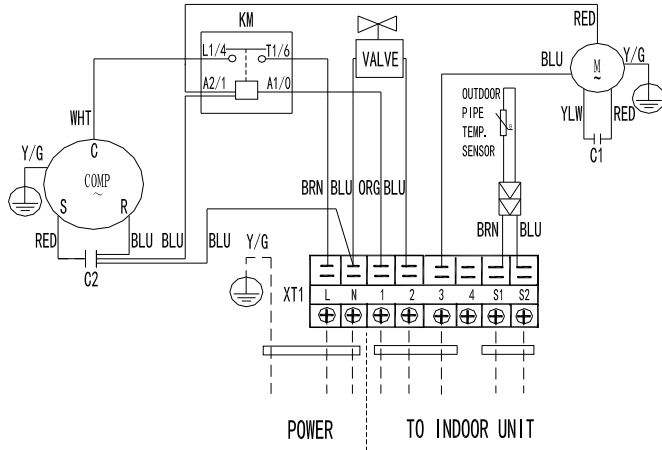 RED
KM
L1/4
T1/6
A2/1
A1/0
VALVE
BLU
M
~
Y/G
YLW
RED
C1
OUTDOOR
PIPE
TEMP.
SENSOR
WHT
Y/G
C
COMP
~
S
R
RED
BLU
BLU
BLU
C2
Y/G
BRN
BLU
ORG
BLU
BRN
BLU
XT1
L
N
1
2
3
4
S1
S2
POWER
TO INDOOR UNIT